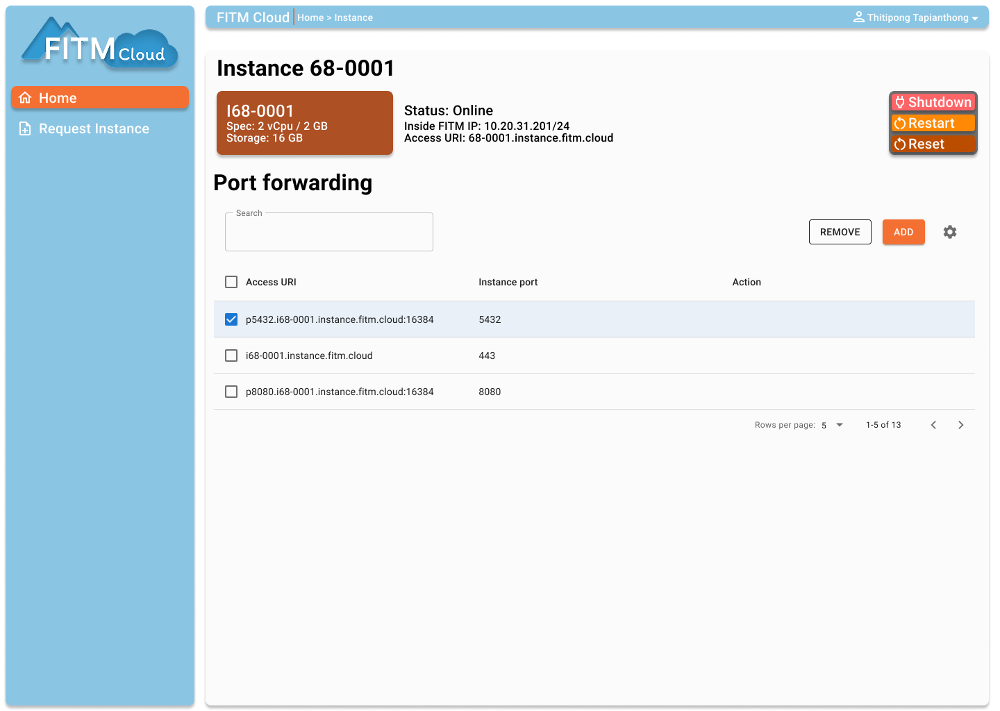 FITM Cloud
Home
Request Instance
FITM Cloud Home > Instance
Thitipong Tapianthong
Instance 68-0001
I68-0001
Spec: 2 vCpu / 2 GB
Storage: 16 GB
Status: Online
Inside FITM IP: 10.20.31.201/24
Access URI: 68-0001.instance.fitm.cloud
Shutdown
Restart
Reset
Port forwarding
Search
REMOVE
ADD
Access URI Instance port Action
p5432.i68-0001.instance.fitm.cloud:16384 5432
i68-0001.instance.fitm.cloud 443
p8080.i68-0001.instance.fitm.cloud:16384 8080
Rows per page: 5 1-5 of 13